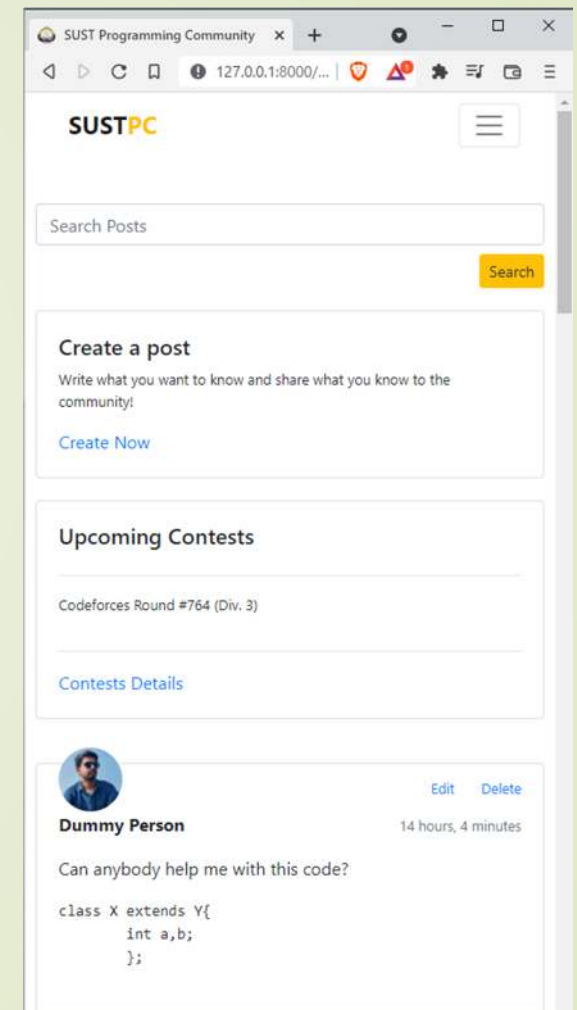 SUST Programming Community
127.0.0.1:8000/...
1
SUSTPC
Search Posts
Search
Create a post
Write what you want to know and share what you know to the
community!
Create Now
Upcoming Contests
Codeforces Round #764 (Div. 3)
Contests Details
Edit Delete
Dummy Person 14 hours, 4 minutes
Can anybody help me with this code?
class X extends Y{
int a,b;
};